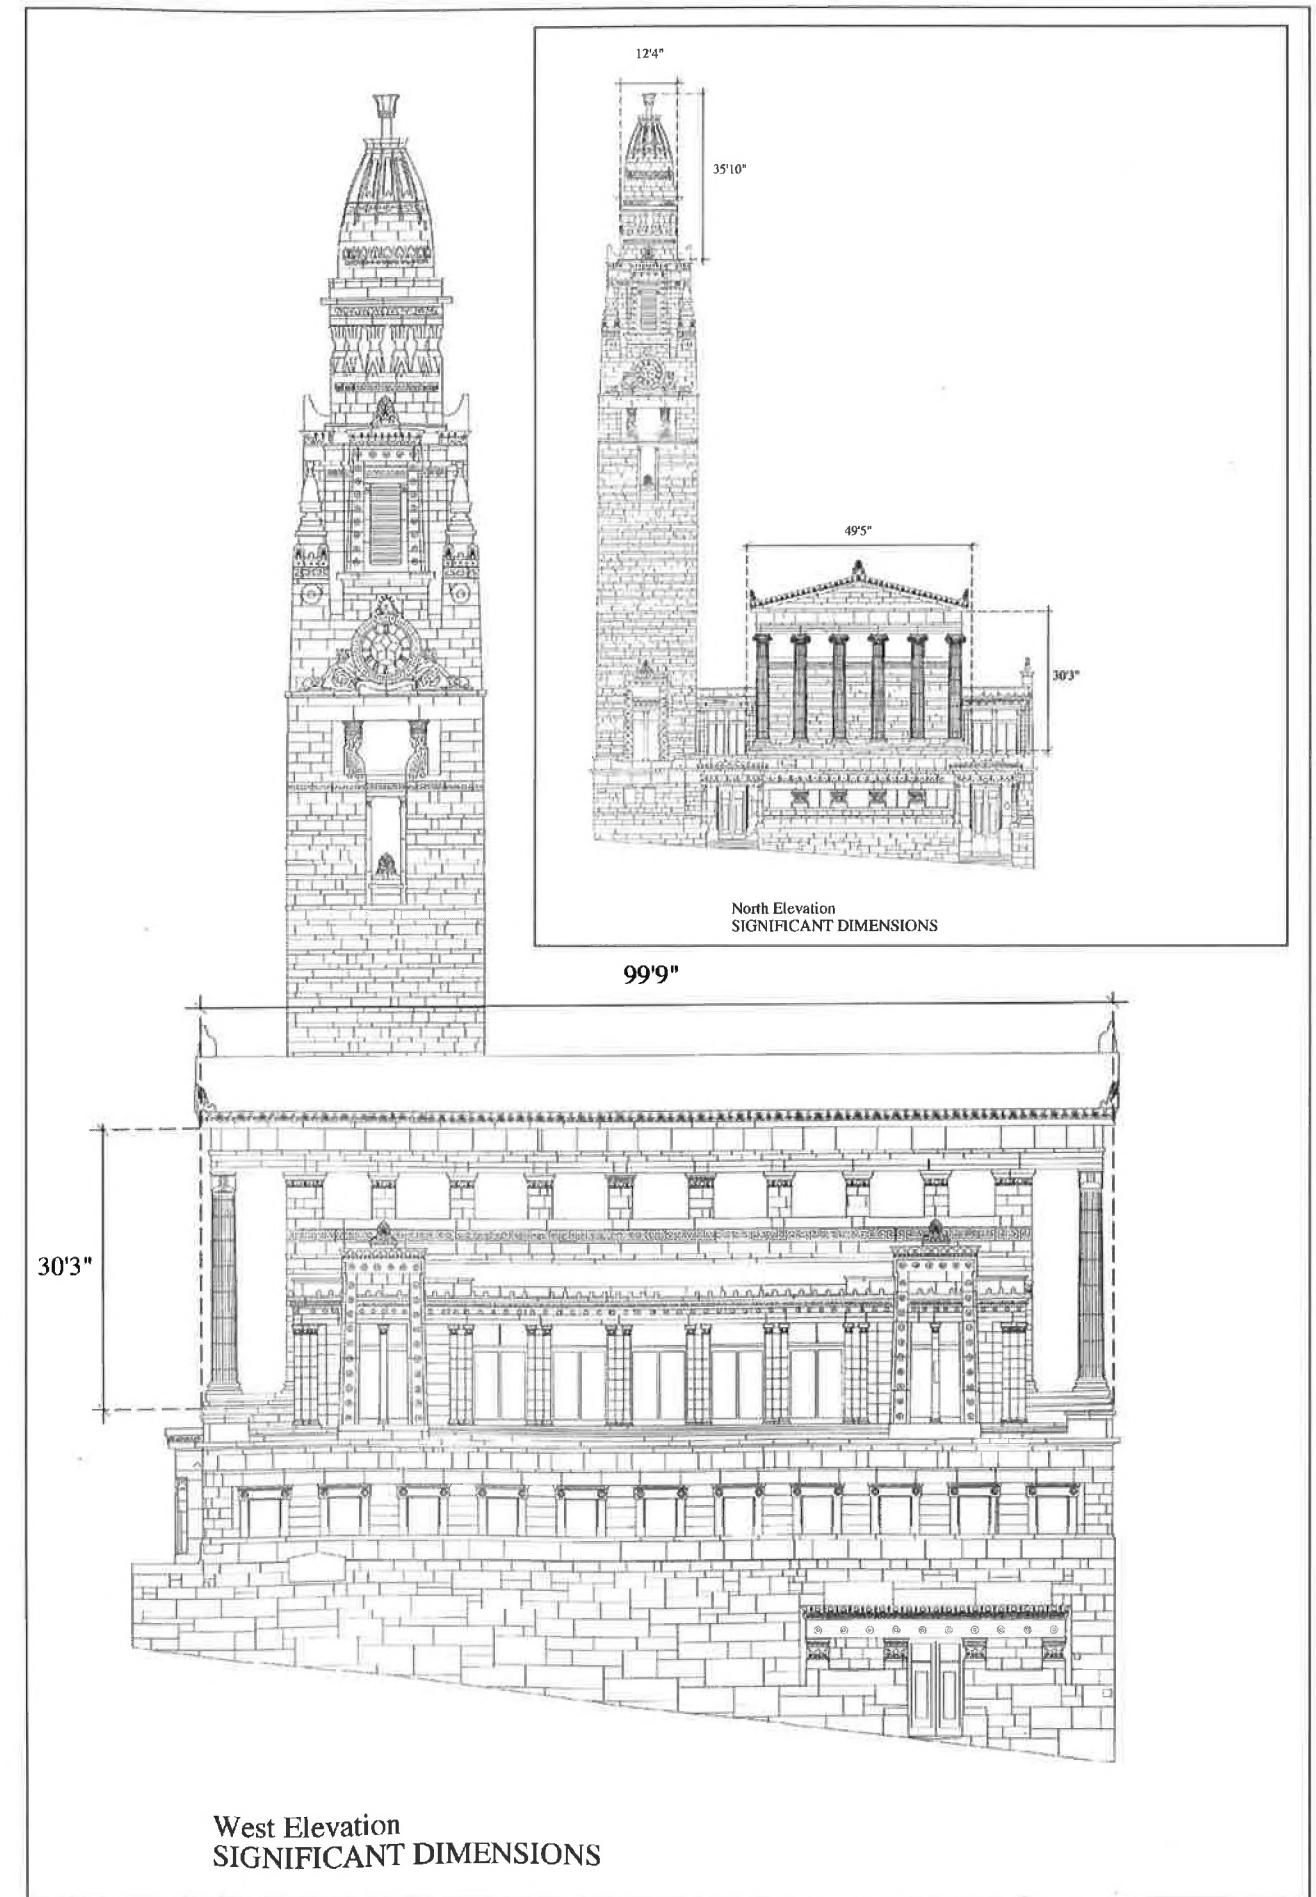 12'4"
35'10"
49'5"
30'3"
North Elevation
SIGNIFICANT DIMENSIONS
99'9"
30'3"
West Elevation
SIGNIFICANT DIMENSIONS